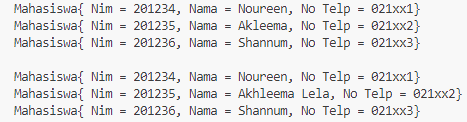 Mahasiswa{ Nim = 201234, Nama = Noureen, No Telp = 021xx1}
Mahasiswa{ Nim = 201235, Nama = Akleema, No Telp = 021xx2}
Mahasiswa{ Nim = 201236, Nama = Shannum, No Telp = 021xx3}

Mahasiswa{ Nim = 201234, Nama = Noureen, No Telp = 021xx1}
Mahasiswa{ Nim = 201235, Nama = Akhleema Lela, No Telp = 021xx2}
Mahasiswa{ Nim = 201236, Nama = Shannum, No Telp = 021xx3}